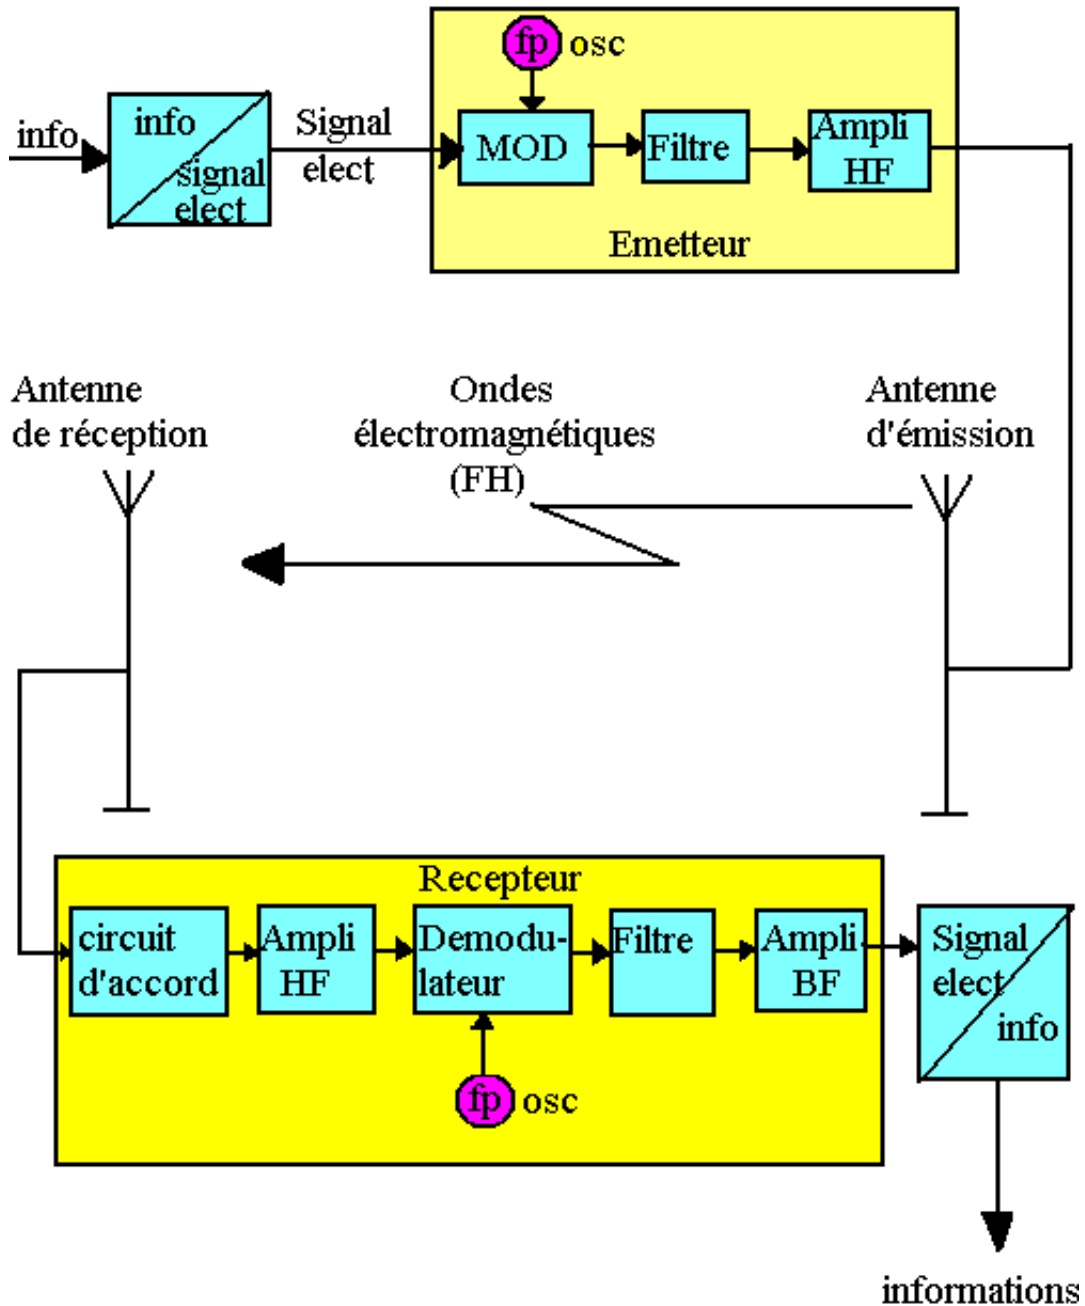 fp osc
info
info
signal
elect
Signal
elect
MOD
Filtre
Ampli
HF
Emetteur
Antenne
de réception
Ondes
électromagnétiques
(FH)
Antenne
d'émission
Recepteur
circuit
d'accord
Ampli
HF
Demodu-
lateur
Filtre
Ampli
BF
Signal
elect
info
fp osc
informations